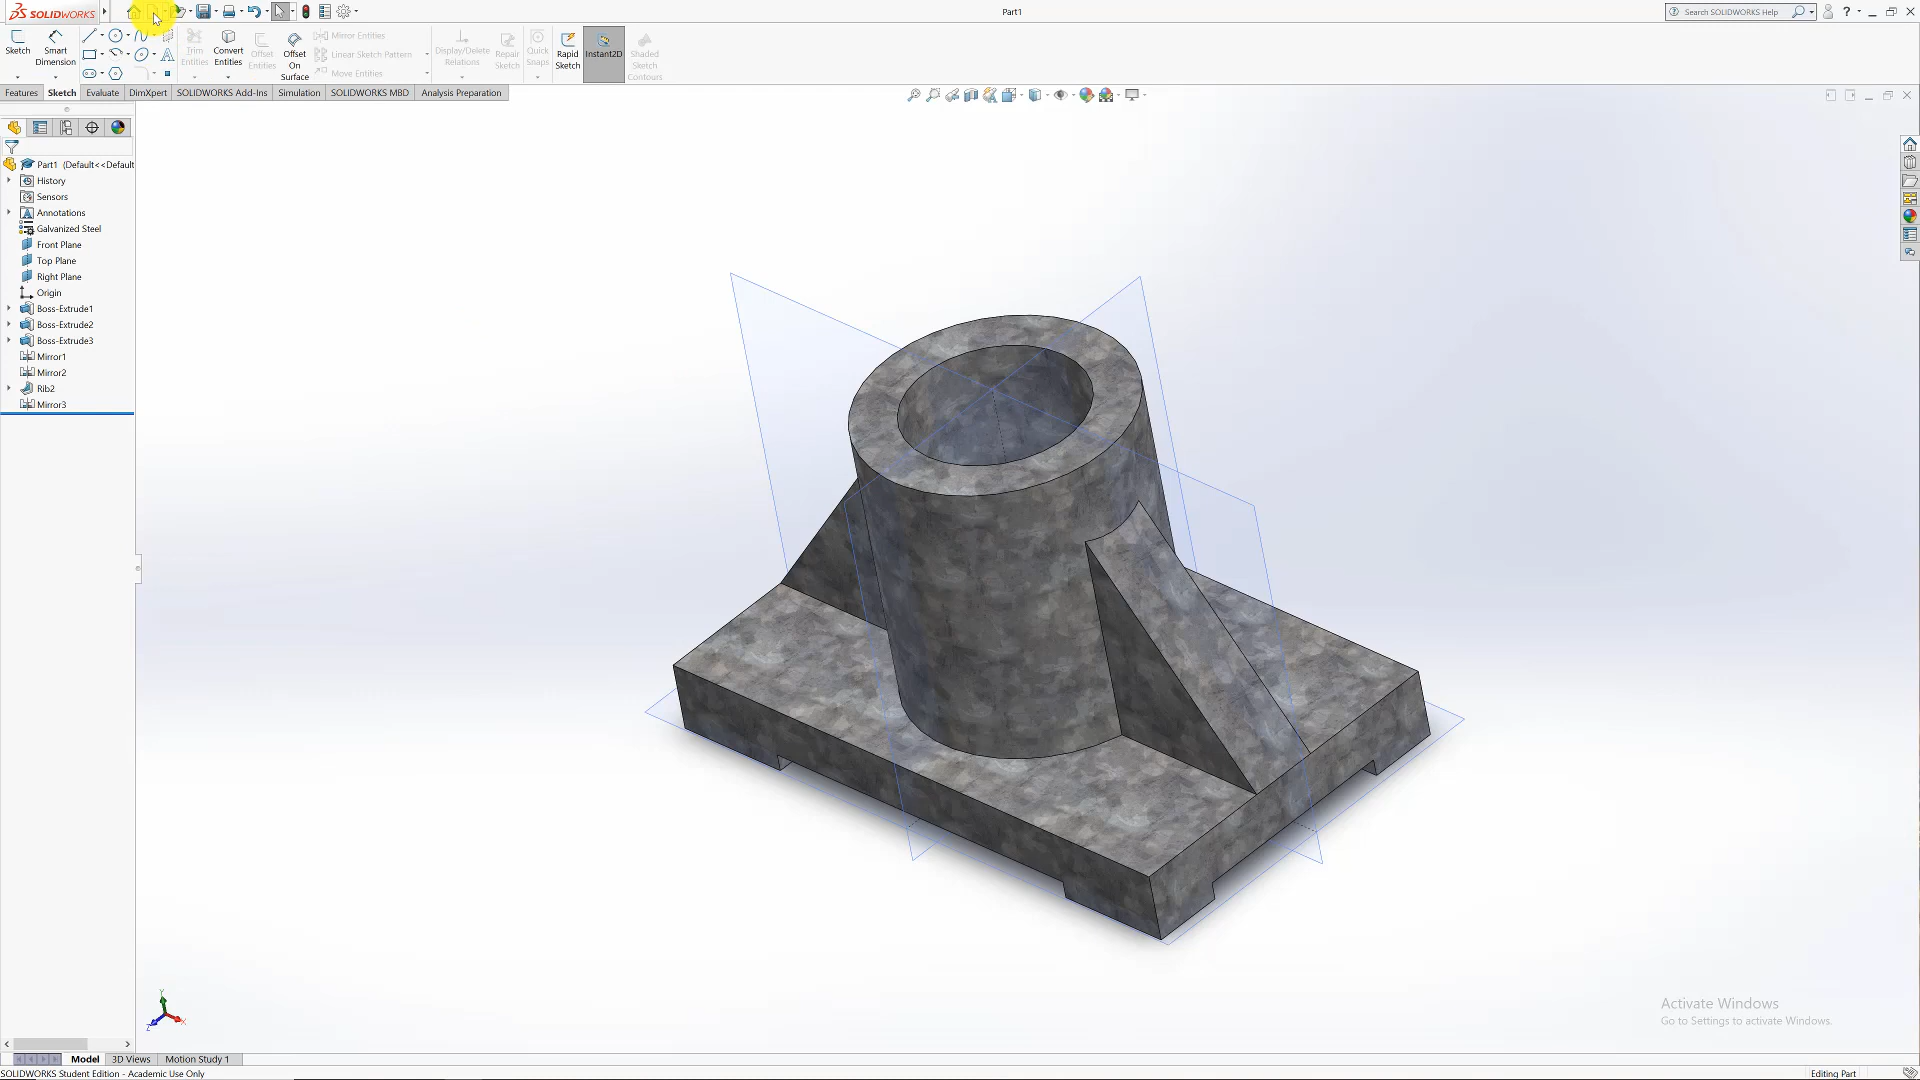 SOLIDWORKS
Part1
Search SOLIDWORKS Help
?
Sketch
Smart Dimension
Trim Entities
Convert Entities
Offset Entities
Offset On Surface
Mirror Entities
Linear Sketch Pattern
Move Entities
Display/Delete Relations
Repair Sketch
Quick Snaps
Rapid Sketch
Instant2D
Shaded Sketch Contours
Features
Sketch
Evaluate
DimXpert
SOLIDWORKS Add-Ins
Simulation
SOLIDWORKS MBD
Analysis Preparation
Part1 (Default<<Default
History
Sensors
Annotations
Galvanized Steel
Front Plane
Top Plane
Right Plane
Origin
Boss-Extrude1
Boss-Extrude2
Boss-Extrude3
Mirror1
Mirror2
Rib2
Mirror3
Y
Z
X
Activate Windows
Go to Settings to activate Windows.
Model
3D Views
Motion Study 1
SOLIDWORKS Student Edition - Academic Use Only
Editing Part